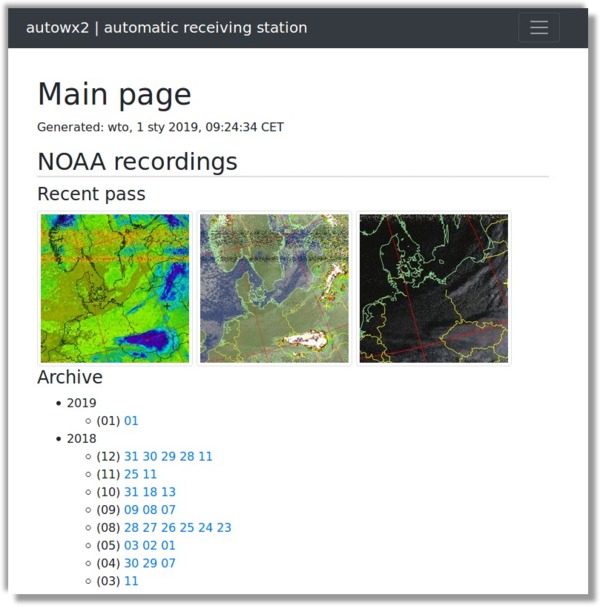 autowx2 | automatic receiving station
Main page
Generated: wto, 1 sty 2019, 09:24:34 CET
NOAA recordings
Recent pass
Archive
2019
(01) 01
2018
(12) 31 30 29 28 11
(11) 25 11
(10) 31 18 13
(09) 09 08 07
(08) 28 27 26 25 24 23
(05) 03 02 01
(04) 30 29 07
(03) 11